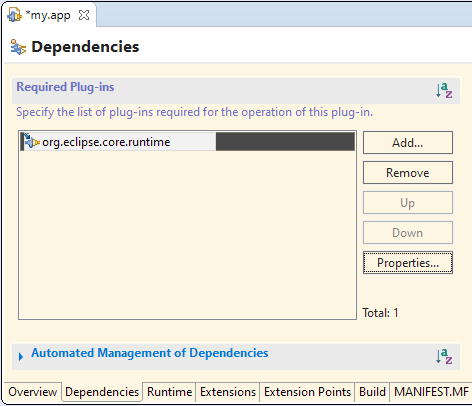 *my.app
Dependencies
Required Plug-ins
a
z
Specify the list of plug-ins required for the operation of this plug-in.
org.eclipse.core.runtime
Add...
Remove
Up
Down
Properties...
Total: 1
Automated Management of Dependencies
a
z
Overview Dependencies Runtime Extensions Extension Points Build MANIFEST.MF